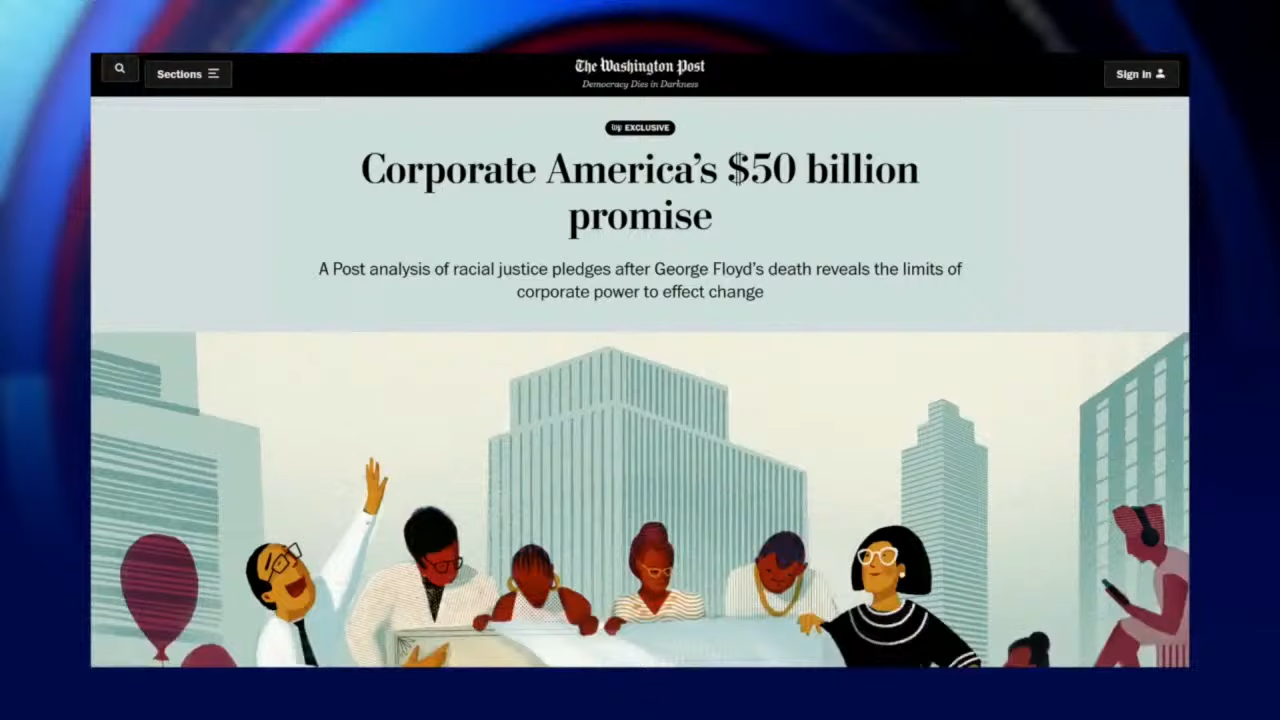 Sections
The Washington Post
Democracy Dies in Darkness
Sign in
wp EXCLUSIVE
Corporate America’s $50 billion
promise
A Post analysis of racial justice pledges after George Floyd’s death reveals the limits of
corporate power to effect change